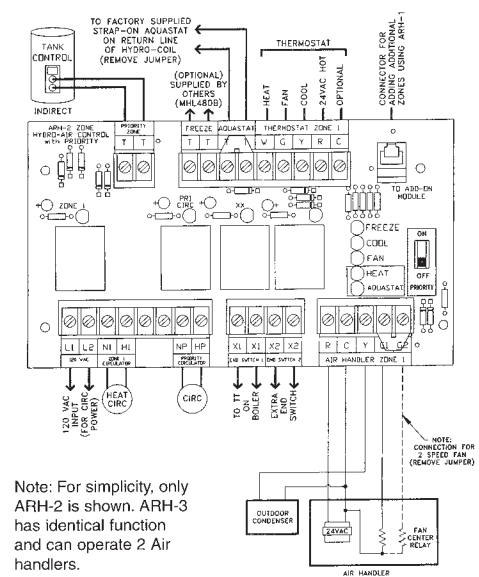 TO FACTORY SUPPLIED
STRAP-ON AQUASTAT
ON RETURN LINE
OF HYDRO-COIL
(REMOVE JUMPER)
THERMOSTAT
HEAT
FAN
COOL
24VAC HOT
OPTIONAL
CONNECTOR FOR
ADDING ADDITIONAL
ZONES USING ARH-1
TANK
CONTROL
INDIRECT
(OPTIONAL)
SUPPLIED BY
OTHERS
(MHL480B)
ARH-2 ZONE
HYDRO-AIR CONTROL
with PRIORITY
PRIORITY
ZONE
T T
FREEZE AQUASTAT THERMOSTAT ZONE 1
T T T T W G Y R C
TO ADD-ON
MODULE
ZONE 1
PRI
CIRC
XX
FREEZE
COOL
FAN
HEAT
AQUASTAT
ON
OFF
PRIORITY
L1 L2 N1 H1 NP HP
120 VAC
ZONE 1
CIRCULATOR
PRIORITY
CIRCULATOR
X1 X1 X2 X2
END SWITCH 1 END SWITCH 2
R C Y G1 G2
AIR HANDLER ZONE 1
120 VAC
INPUT
(FOR CIRC
POWER)
HEAT
CIRC
CIRC
TO TT
ON
BOILER
EXTRA
END
SWITCH
NOTE:
CONNECTION FOR
2 SPEED FAN
(REMOVE JUMPER)
OUTDOOR
CONDENSER
24VAC
FAN
CENTER
RELAY
AIR HANDLER
Note: For simplicity, only
ARH-2 is shown. ARH-3
has identical function
and can operate 2 Air
handlers.